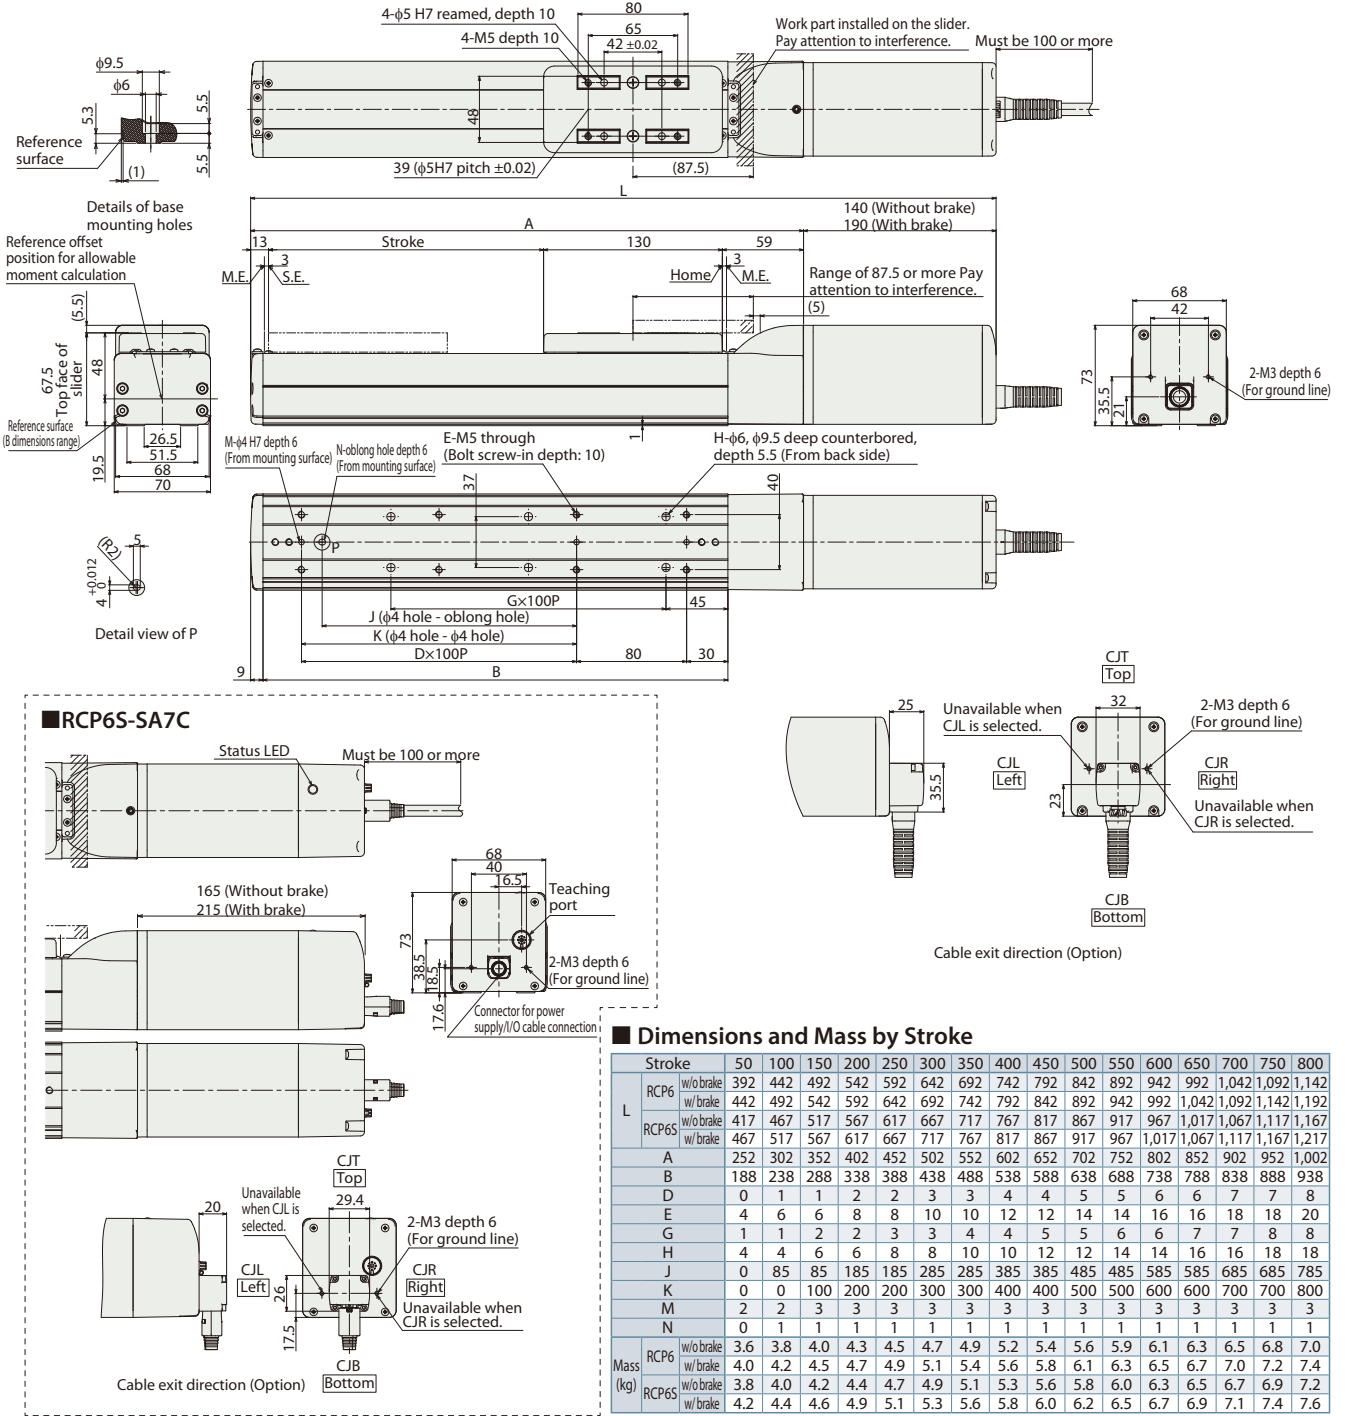 4-ϕ5 H7 reamed, depth 10
4-M5 depth 10
80
65
42 ±0.02
Work part installed on the slider.
Pay attention to interference.
Must be 100 or more
ϕ9.5
ϕ6
5.3
5.5
5.5
Reference
surface
(1)
48
39 (ϕ5H7 pitch ±0.02)
(87.5)
Details of base
mounting holes
L
140 (Without brake)
190 (With brake)
A
13
Stroke
130
59
3
M.E.
S.E.
Home
3
M.E.
Range of 87.5 or more Pay
attention to interference.
(5)
Reference offset
position for allowable
moment calculation
(5.5)
67.5
Top face of
slider
48
19.5
Reference surface
(B dimensions range)
26.5
51.5
68
70
1
68
42
73
35.5
21
2-M3 depth 6
(For ground line)
M-ϕ4 H7 depth 6
(From mounting surface)
N-oblong hole depth 6
(From mounting surface)
E-M5 through
(Bolt screw-in depth: 10)
H-ϕ6, ϕ9.5 deep counterbored,
depth 5.5 (From back side)
37
40
P
G×100P
45
J (ϕ4 hole - oblong hole)
K (ϕ4 hole - ϕ4 hole)
D×100P
80
30
9
B
5
(R2)
4 +0.012 0
Detail view of P
CJT
Top
25
32
Unavailable when
CJL is selected.
2-M3 depth 6
(For ground line)
CJL
Left
CJR
Right
35.5
23
Unavailable when
CJR is selected.
CJB
Bottom
Cable exit direction (Option)
■RCP6S-SA7C
Status LED
Must be 100 or more
165 (Without brake)
215 (With brake)
68
40
16.5
Teaching
port
73
38.5
18.5
17.6
2-M3 depth 6
(For ground line)
Connector for power
supply/I/O cable connection
CJT
Top
20
29.4
Unavailable
when CJL is
selected.
2-M3 depth 6
(For ground line)
CJL
Left
CJR
Right
26
17.5
Unavailable when
CJR is selected.
CJB
Bottom
Cable exit direction (Option)
■ Dimensions and Mass by Stroke
Stroke 50 100 150 200 250 300 350 400 450 500 550 600 650 700 750 800
L RCP6 w/o brake 392 442 492 542 592 642 692 742 792 842 892 942 992 1,042 1,092 1,142
w/ brake 442 492 542 592 642 692 742 792 842 892 942 992 1,042 1,092 1,142 1,192
RCP6S w/o brake 417 467 517 567 617 667 717 767 817 867 917 967 1,017 1,067 1,117 1,167
w/ brake 467 517 567 617 667 717 767 817 867 917 967 1,017 1,067 1,117 1,167 1,217
A 252 302 352 402 452 502 552 602 652 702 752 802 852 902 952 1,002
B 188 238 288 338 388 438 488 538 588 638 688 738 788 838 888 938
D 0 1 1 2 2 3 3 4 4 5 5 6 6 7 7 8
E 4 6 6 8 8 10 10 12 12 14 14 16 16 18 18 20
G 1 1 2 2 3 3 4 4 5 5 6 6 7 7 8 8
H 4 4 6 6 8 8 10 10 12 12 14 14 16 16 18 18
J 0 85 85 185 185 285 285 385 385 485 485 585 585 685 685 785
K 0 0 100 200 200 300 300 400 400 500 500 600 600 700 700 800
M 2 2 3 3 3 3 3 3 3 3 3 3 3 3 3 3
N 0 1 1 1 1 1 1 1 1 1 1 1 1 1 1 1
Mass (kg) RCP6 w/o brake 3.6 3.8 4.0 4.3 4.5 4.7 4.9 5.2 5.4 5.6 5.9 6.1 6.3 6.5 6.8 7.0
w/ brake 4.0 4.2 4.5 4.7 4.9 5.1 5.4 5.6 5.8 6.1 6.3 6.5 6.7 7.0 7.2 7.4
RCP6S w/o brake 3.8 4.0 4.2 4.4 4.7 4.9 5.1 5.3 5.6 5.8 6.0 6.3 6.5 6.7 6.9 7.2
w/ brake 4.2 4.4 4.6 4.9 5.1 5.3 5.6 5.8 6.0 6.2 6.5 6.7 6.9 7.1 7.4 7.6